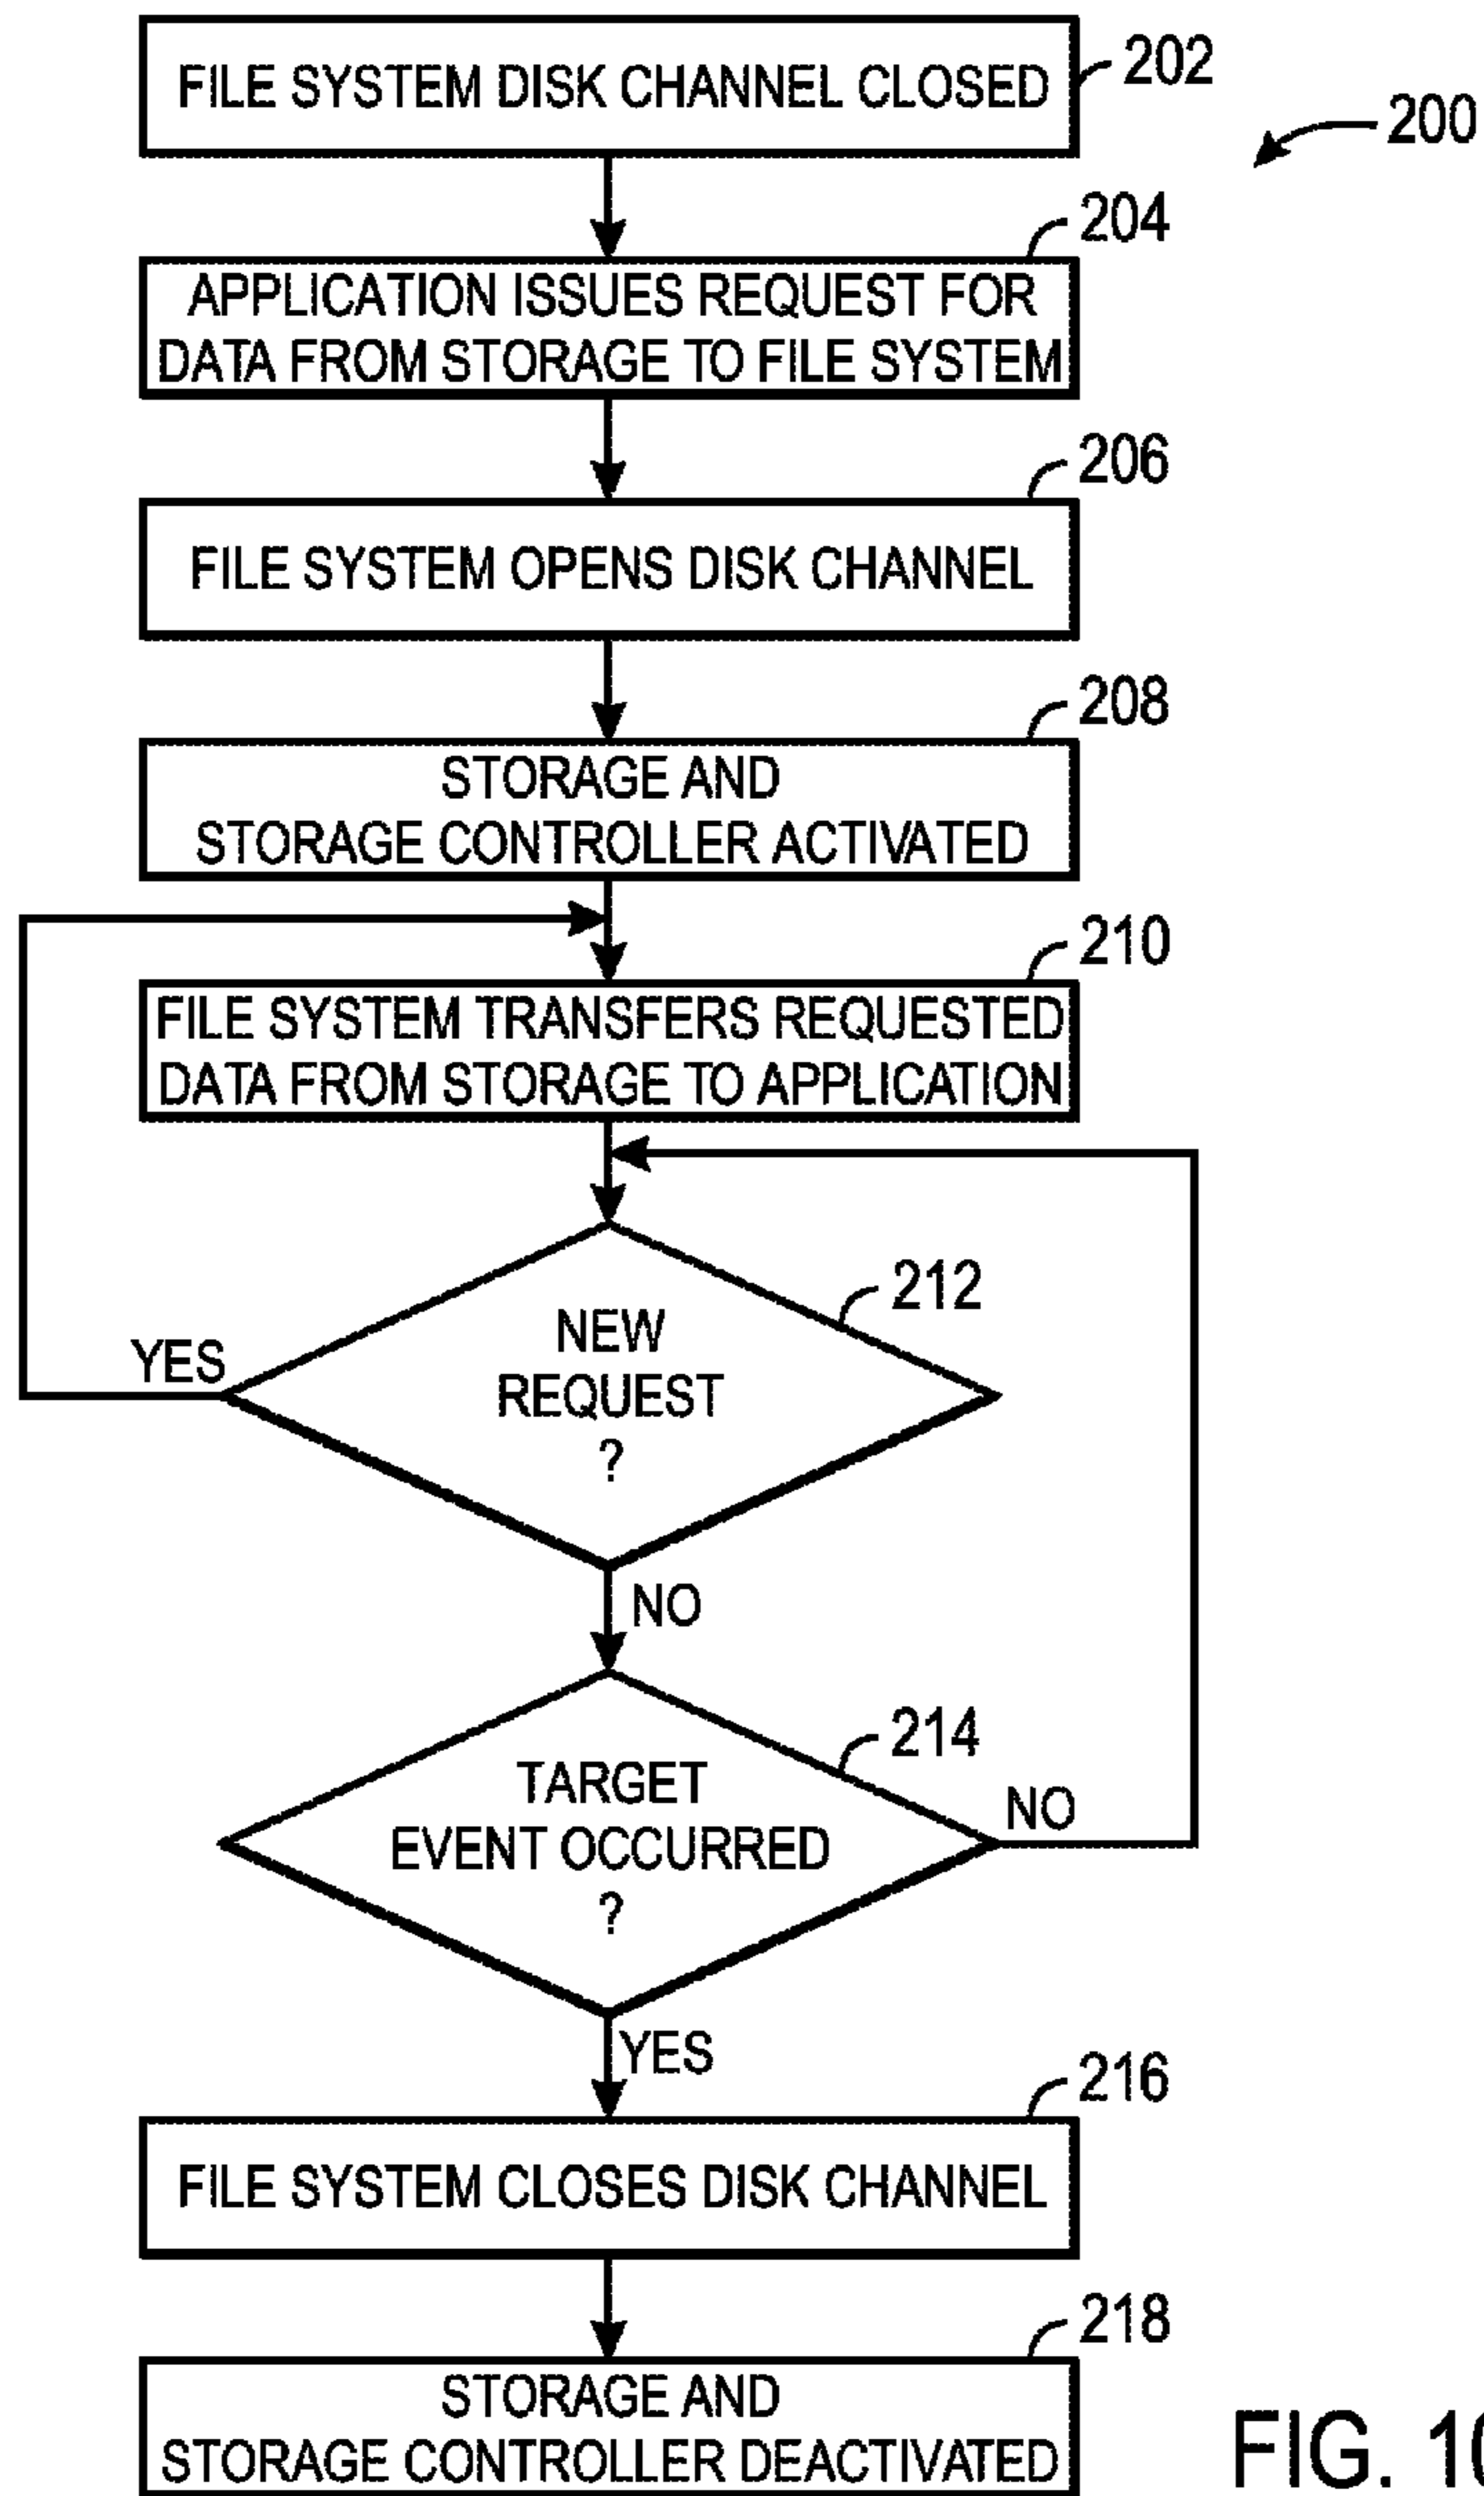 FILE SYSTEM DISK CHANNEL CLOSED
202
200
204
APPLICATION ISSUES REQUEST FOR
DATA FROM STORAGE TO FILE SYSTEM
206
FILE SYSTEM OPENS DISK CHANNEL
208
STORAGE AND
STORAGE CONTROLLER ACTIVATED
210
FILE SYSTEM TRANSFERS REQUESTED
DATA FROM STORAGE TO APPLICATION
212
NEW
REQUEST
?
YES
NO
214
TARGET
EVENT OCCURRED
?
NO
YES
216
FILE SYSTEM CLOSES DISK CHANNEL
218
STORAGE AND
STORAGE CONTROLLER DEACTIVATED
FIG.